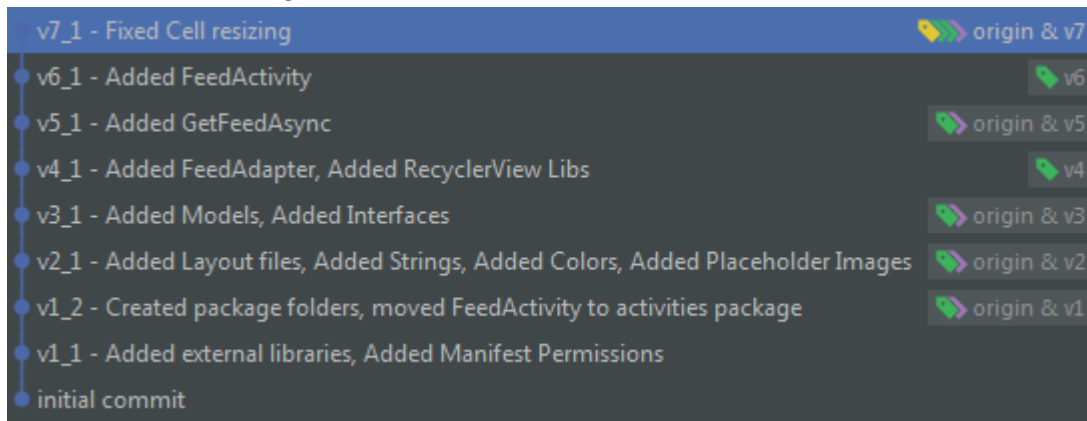 v7_1 - Fixed Cell resizing origin & v7
v6_1 - Added FeedActivity v6
v5_1 - Added GetFeedAsync origin & v5
v4_1 - Added FeedAdapter, Added RecyclerView Libs v4
v3_1 - Added Models, Added Interfaces origin & v3
v2_1 - Added Layout files, Added Strings, Added Colors, Added Placeholder Images origin & v2
v1_2 - Created package folders, moved FeedActivity to activities package origin & v1
v1_1 - Added external libraries, Added Manifest Permissions
initial commit